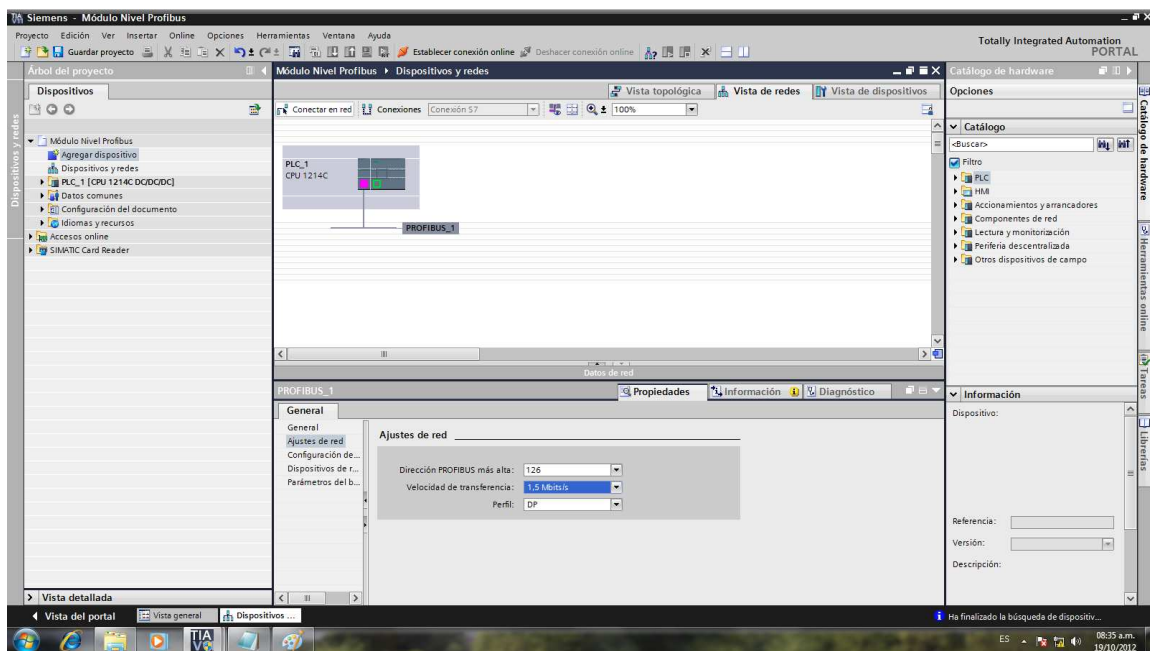 Siemens - Módulo Nivel Profibus
Proyecto Edición Ver Insertar Online Opciones Herramientas Ventana Ayuda
Guardar proyecto
Establecer conexión online
Deshacer conexión online
Totally Integrated Automation
PORTAL
Árbol del proyecto
Dispositivos
Dispositivos y redes
Módulo Nivel Profibus
Agregar dispositivo
Dispositivos y redes
PLC_1 [CPU 1214C DC/DC/DC]
Datos comunes
Configuración del documento
Idiomas y recursos
Accesos online
SIMATIC Card Reader
Vista detallada
Módulo Nivel Profibus Dispositivos y redes
Vista topológica
Vista de redes
Vista de dispositivos
Conectar en red
Conexiones
Conexión S7
100%
PLC_1
CPU 1214C
PROFIBUS_1
Datos de red
PROFIBUS_1
Propiedades
Información
Diagnóstico
General
General
Ajustes de red
Configuración de...
Dispositivos de r...
Parámetros del b...
Ajustes de red
Dirección PROFIBUS más alta: 126
Velocidad de transferencia: 1,5 Mbits/s
Perfil: DP
Catálogo de hardware
Opciones
Catálogo
<Buscar>
Filtro
PLC
HMI
Accionamientos y arrancadores
Componentes de red
Lectura y monitorización
Periferia descentralizada
Otros dispositivos de campo
Información
Dispositivo:
Referencia:
Versión:
Descripción:
Catálogo de hardware
Herramientas online
Tareas
Librerías
Vista del portal
Vista general
Dispositivos ...
Ha finalizado la búsqueda de dispositiv...
TIA
ES
08:35 a.m.
19/10/2012